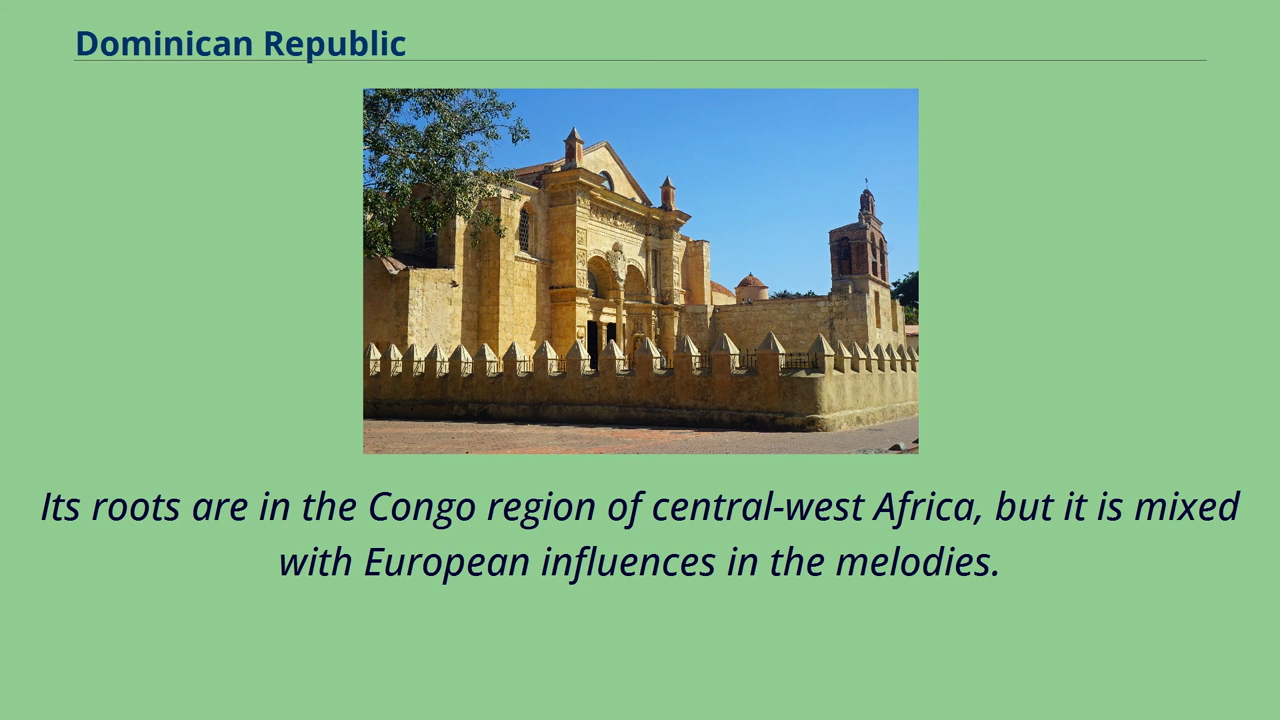 Dominican Republic
Its roots are in the Congo region of central-west Africa, but it is mixed
with European influences in the melodies.